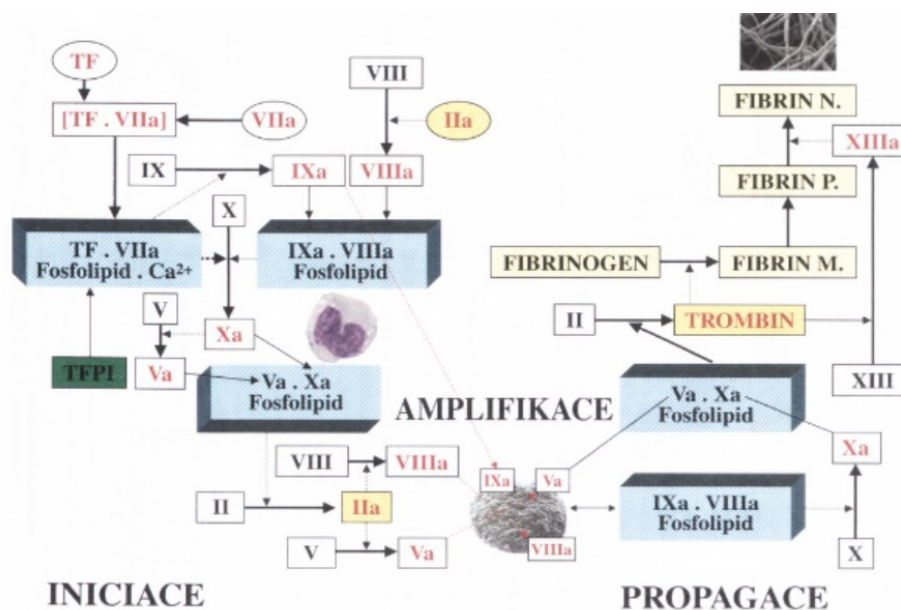 TF
VIII
FIBRIN N.
[TF . VIIa]
VIIa
IIa
XIIIa
IX
IXa
VIIIa
FIBRIN P.
X
TF . VIIa
Fosfolipid . Ca²⁺
IXa . VIIIa
Fosfolipid
FIBRINOGEN
FIBRIN M.
V
Xa
II
TROMBIN
TFPI
Va
Va . Xa
Fosfolipid
AMPLIFIKACE
Va . Xa
Fosfolipid
XIII
VIII
VIIIa
Xa
IXa
Va
II
IIa
IXa . VIIIa
Fosfolipid
V
Va
VIIIa
X
INICIACE
PROPAGACE